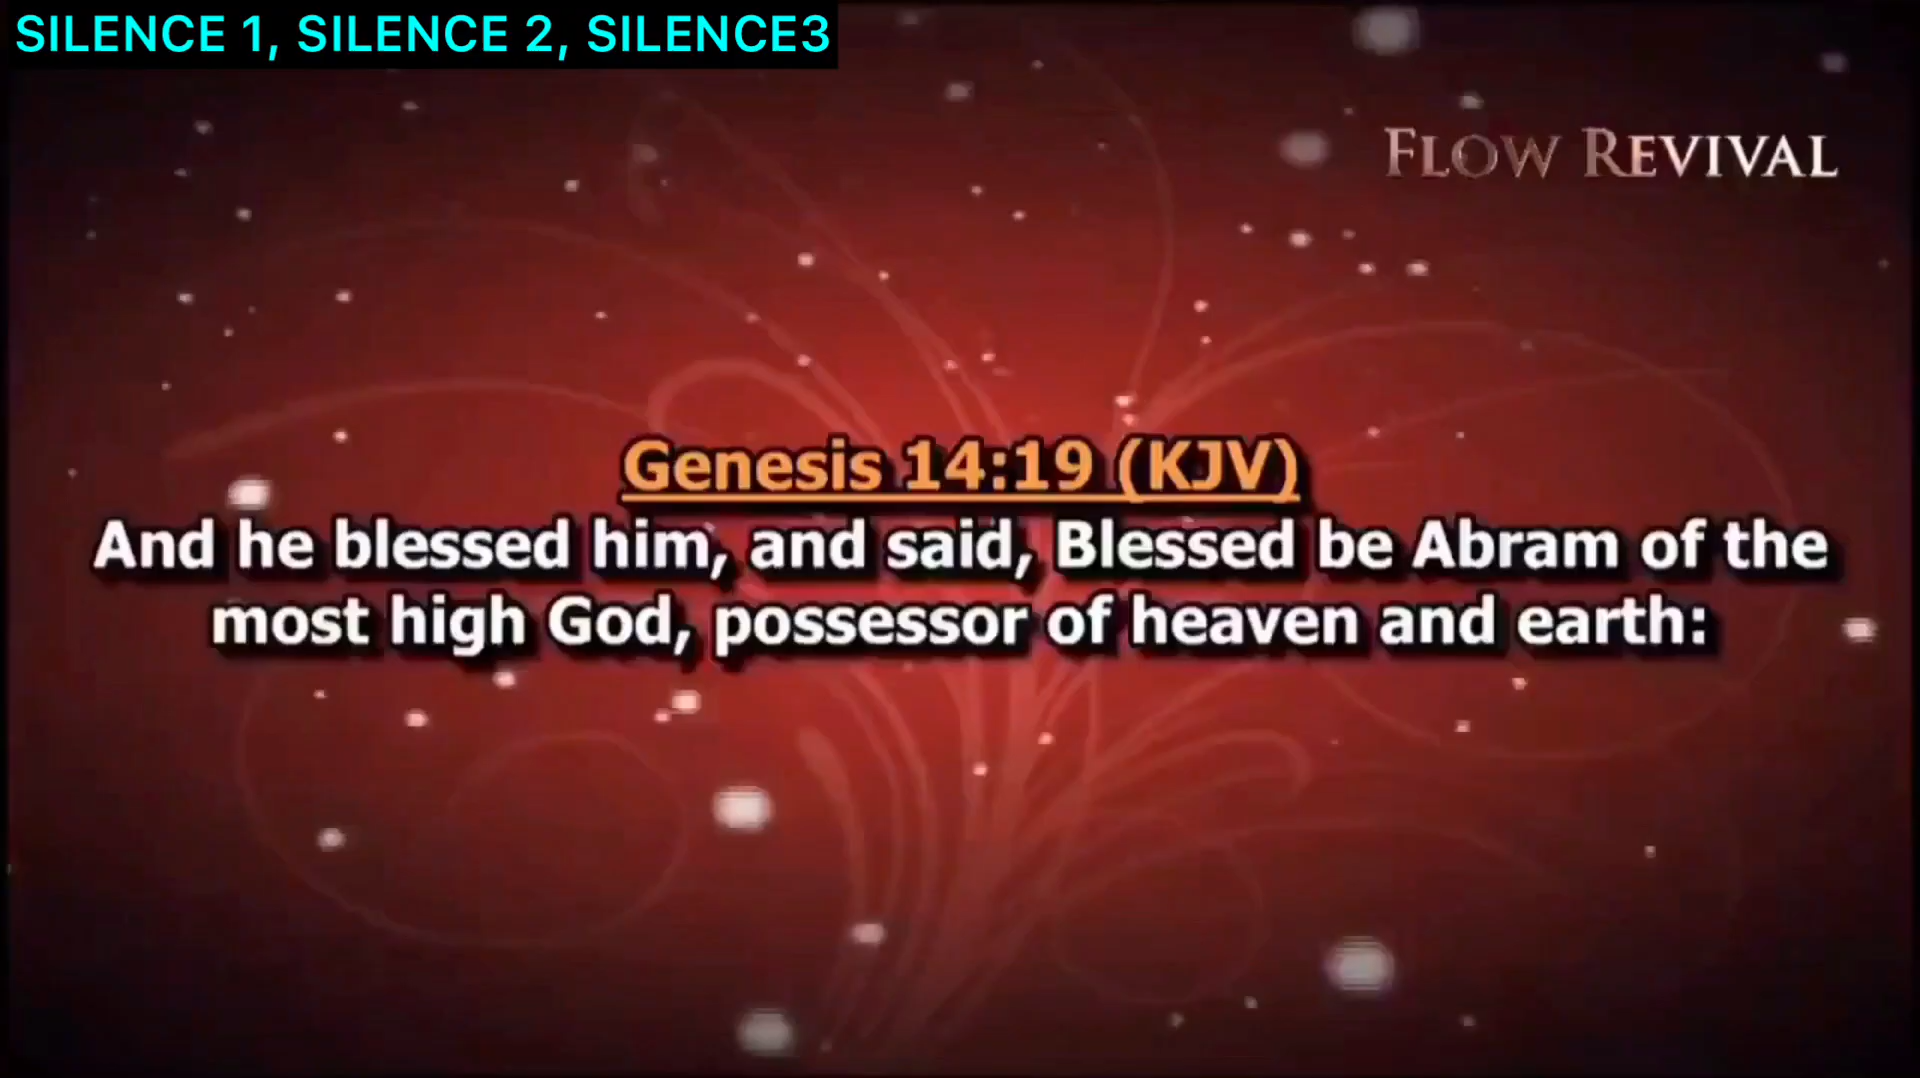 SILENCE 1, SILENCE 2, SILENCE3
FLOW REVIVAL
Genesis 14:19 (KJV)
And he blessed him, and said, Blessed be Abram of the
most high God, possessor of heaven and earth: